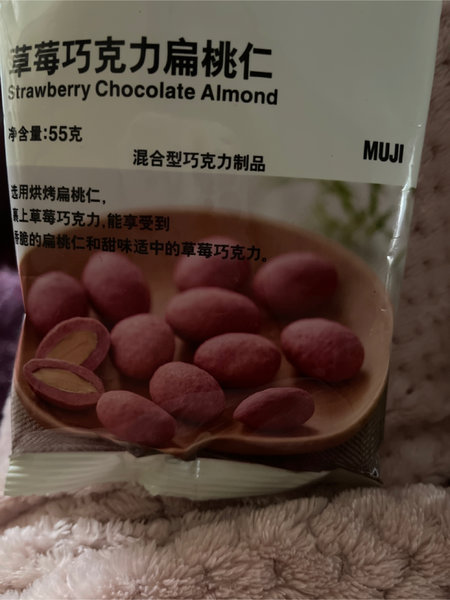 草莓巧克力扁桃仁
Strawberry Chocolate Almond
净含量:55克
混合型巧克力制品
MUJI
选用烘烤扁桃仁,
裹上草莓巧克力,能享受到
香脆的扁桃仁和甜味适中的草莓巧克力。